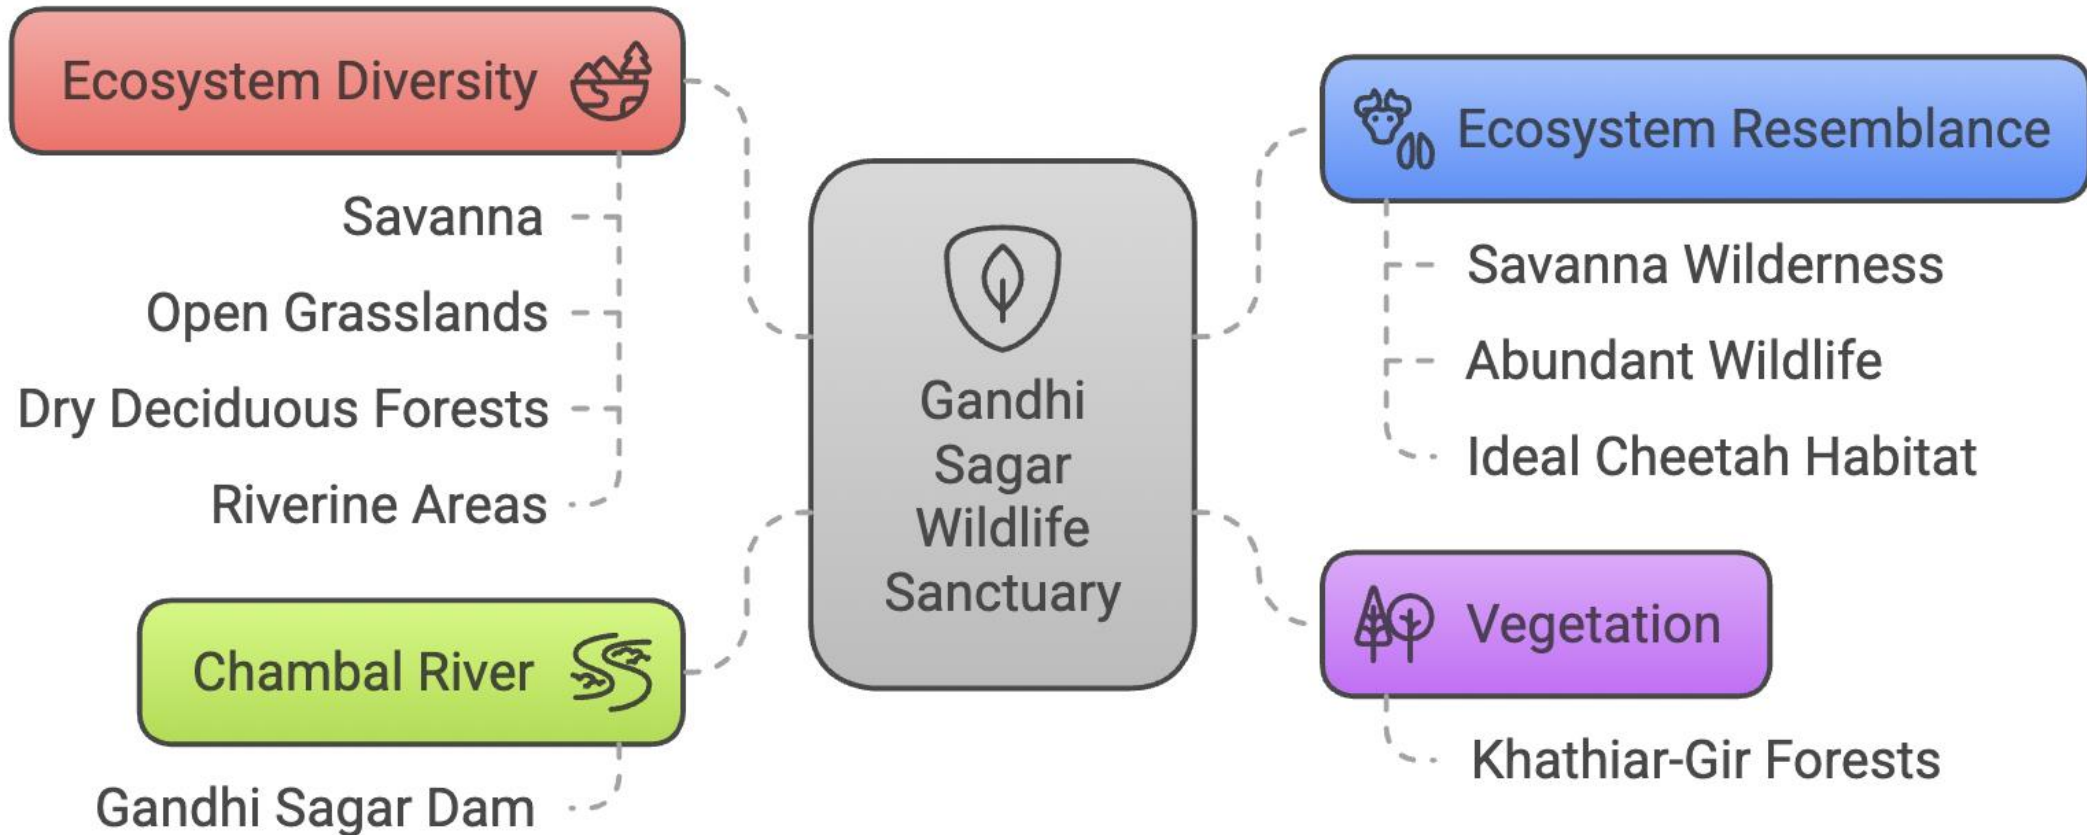 Ecosystem Diversity
Savanna
Open Grasslands
Dry Deciduous Forests
Riverine Areas
Chambal River
Gandhi Sagar Dam
Gandhi
Sagar
Wildlife
Sanctuary
Ecosystem Resemblance
Savanna Wilderness
Abundant Wildlife
Ideal Cheetah Habitat
Vegetation
Khathiar-Gir Forests